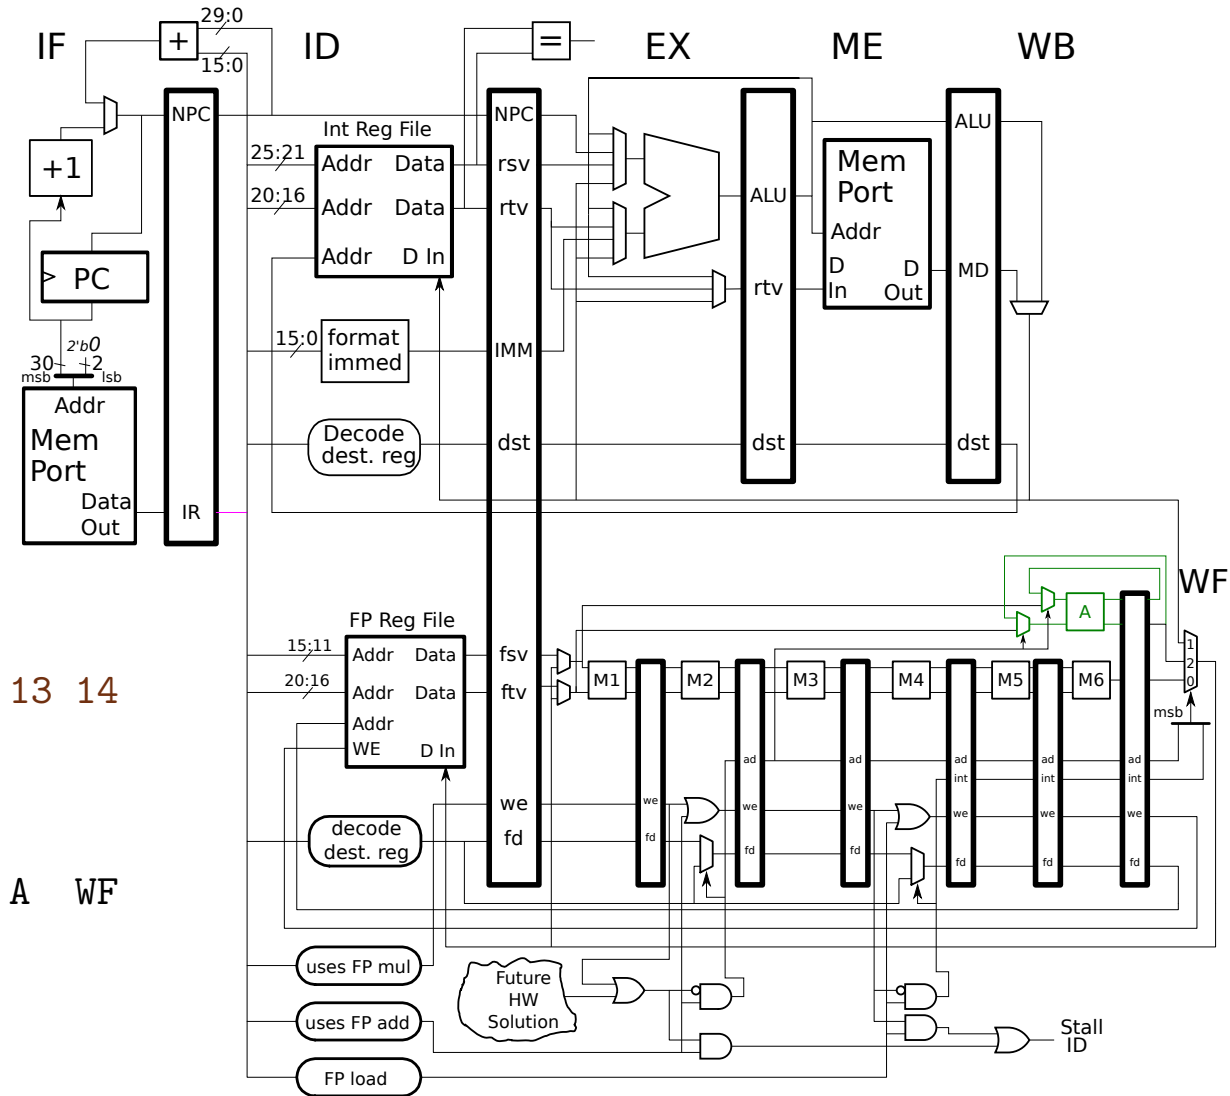 IF
ID
EX
ME
WB
29:0
15:0
+
=
NPC
+1
PC
2'b0
30
2
msb
lsb
Addr
Mem
Port
Data
Out
IR
Int Reg File
25:21
Addr
Data
20:16
Addr
Data
Addr
D In
15:0
format
immed
Decode
dest. reg
NPC
rsv
rtv
IMM
dst
ALU
rtv
dst
Mem
Port
Addr
D
In
D
Out
ALU
MD
dst
WF
FP Reg File
15:11
Addr
Data
20:16
Addr
Data
Addr
WE
D In
fsv
ftv
we
fd
M1
M2
M3
M4
M5
M6
A
we
fd
ad
we
fd
we
fd
ad
int
we
fd
ad
int
we
fd
ad
int
we
fd
1
2
0
msb
13 14
A WF
decode
dest. reg
uses FP mul
uses FP add
FP load
Future
HW
Solution
Stall
ID